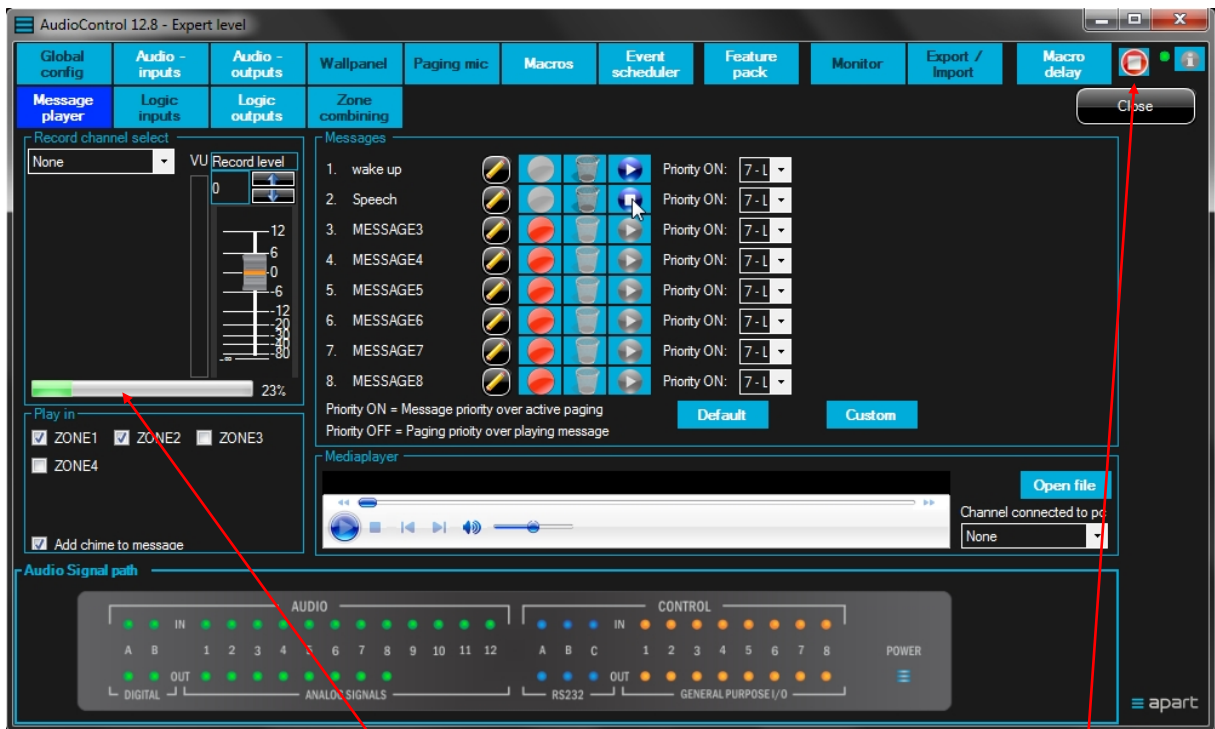 AudioControl 12.8 - Expert level
Global config
Audio - inputs
Audio - outputs
Wallpanel
Paging mic
Macros
Event scheduler
Feature pack
Monitor
Export / Import
Macro delay
Message player
Logic inputs
Logic outputs
Zone combining
Close
Record channel select
None
VU
Record level
0
12
6
0
-6
-12
-20
-30
-80
-∞
23%
Messages
1. wake up Priority ON: 7 - L
2. Speech Priority ON: 7 - L
3. MESSAGE3 Priority ON: 7 - L
4. MESSAGE4 Priority ON: 7 - L
5. MESSAGE5 Priority ON: 7 - L
6. MESSAGE6 Priority ON: 7 - L
7. MESSAGE7 Priority ON: 7 - L
8. MESSAGE8 Priority ON: 7 - L
Priority ON = Message priority over active paging
Priority OFF = Paging prioity over playing message
Default
Custom
Play in
ZONE1 ZONE2 ZONE3
ZONE4
Add chime to message
Mediaplayer
Open file
Channel connected to pc
None
Audio Signal path
AUDIO CONTROL
IN IN
A B 1 2 3 4 5 6 7 8 9 10 11 12 A B C 1 2 3 4 5 6 7 8 POWER
OUT OUT
DIGITAL ANALOG SIGNALS RS232 GENERAL PURPOSE I/O
apart